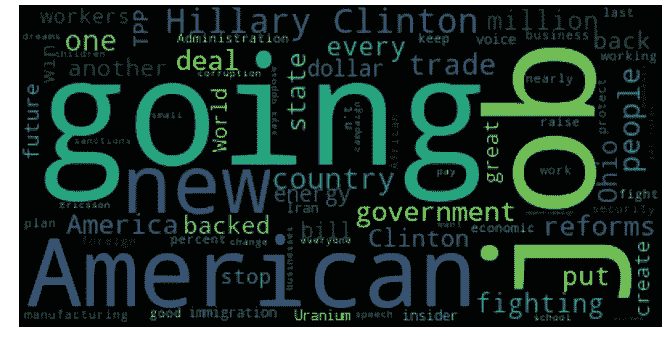 workers
TPP
Hillary Clinton
million
last
dreams
children
one
Administration
keep
voice
business
back
working
win
deal
every
corruption
another
dollar
trade
nearly
future
World
state
going
job
people
protect
small
raise
great
Ohio
sanctions
new
country
pay
work
fight
Ericsson
energy
iran
government
security
plan
America
backed
bill
Clinton
economic
reforms
foreign
percent
change
everyone
American
stop
businesses
put
create
fighting
manufacturing
good
immigration
Uranium
speech
insider
school